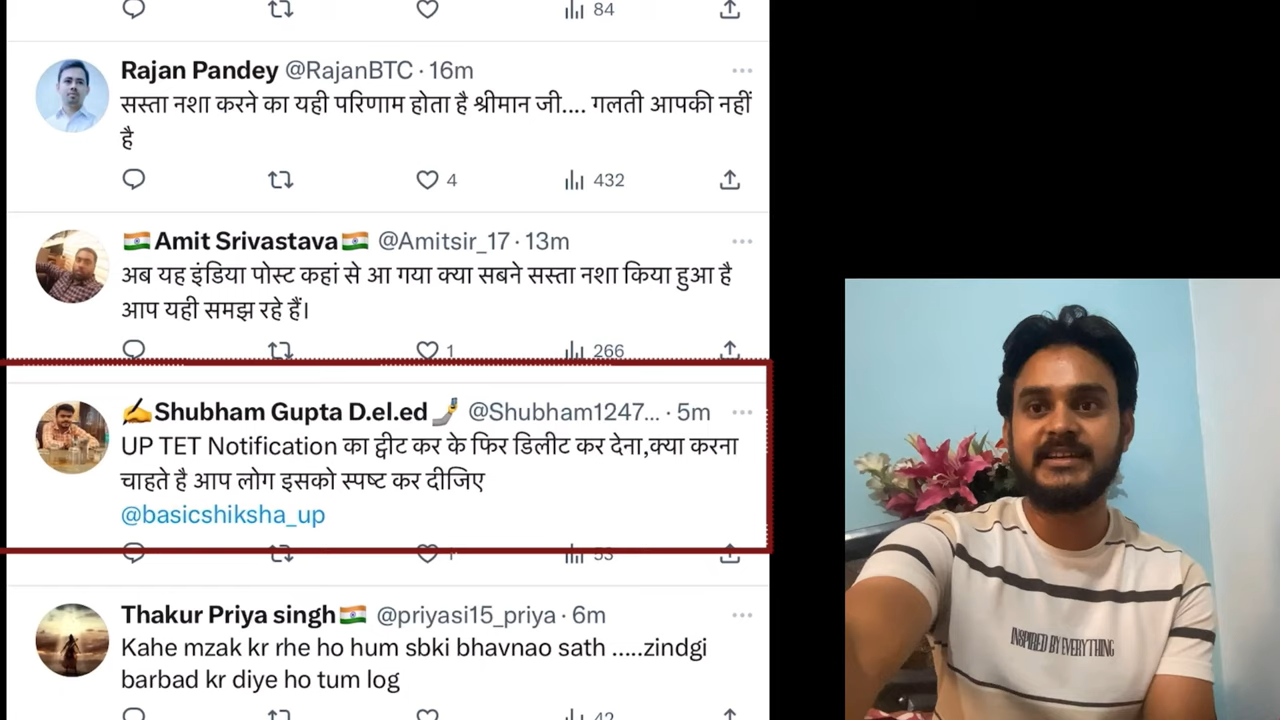 84
Rajan Pandey @RajanBTC · 16m
सस्ता नशा करने का यही परिणाम होता है श्रीमान जी.... गलती आपकी नहीं
है
4 432
🇮🇳Amit Srivastava🇮🇳 @Amitsir_17 · 13m
अब यह इंडिया पोस्ट कहां से आ गया क्या सबने सस्ता नशा किया हुआ है
आप यही समझ रहे हैं।
1 266
✍️Shubham Gupta D.el.ed🤳 @Shubham1247... · 5m
UP TET Notification का ट्वीट कर के फिर डिलीट कर देना,क्या करना
चाहते है आप लोग इसको स्पष्ट कर दीजिए
@basicshiksha_up
1 53
Thakur Priya singh🇮🇳 @priyasi15_priya · 6m
Kahe mzak kr rhe ho hum sbki bhavnao sath .....zindgi
barbad kr diye ho tum log
42
INSPIRED BY EVERYTHING